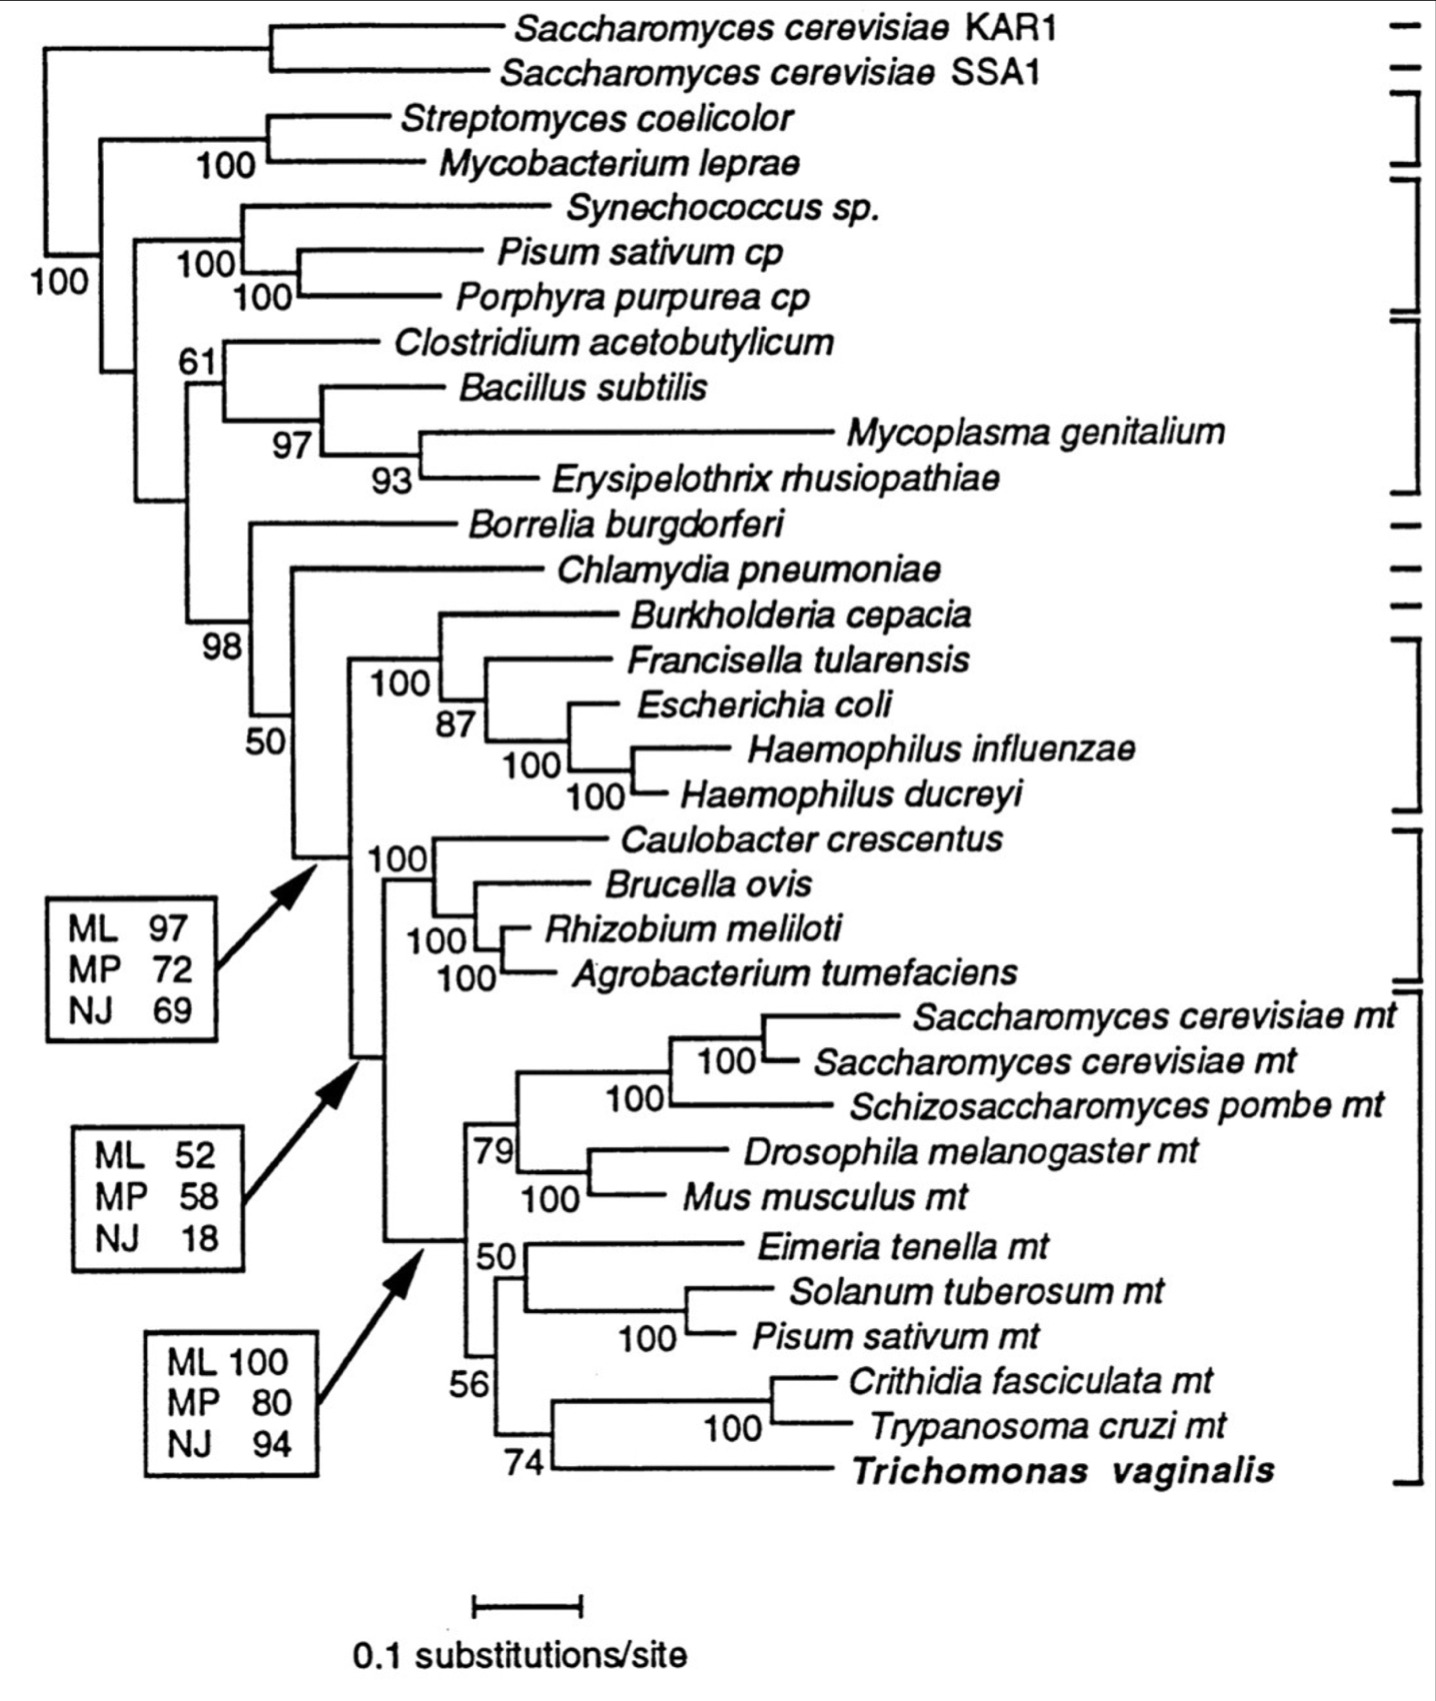 Saccharomyces cerevisiae KAR1
Saccharomyces cerevisiae SSA1
Streptomyces coelicolor
100
Mycobacterium leprae
Synechococcus sp.
Pisum sativum cp
100
100
100
Porphyra purpurea cp
Clostridium acetobutylicum
61
Bacillus subtilis
Mycoplasma genitalium
97
93
Erysipelothrix rhusiopathiae
Borrelia burgdorferi
Chlamydia pneumoniae
Burkholderia cepacia
98
Francisella tularensis
100
Escherichia coli
87
50
Haemophilus influenzae
100
100
Haemophilus ducreyi
Caulobacter crescentus
100
Brucella ovis
Rhizobium meliloti
100
100
Agrobacterium tumefaciens
ML 97
MP 72
NJ 69
Saccharomyces cerevisiae mt
100
Saccharomyces cerevisiae mt
100
Schizosaccharomyces pombe mt
79
Drosophila melanogaster mt
100
Mus musculus mt
ML 52
MP 58
NJ 18
50
Eimeria tenella mt
Solanum tuberosum mt
100
Pisum sativum mt
56
Crithidia fasciculata mt
100
Trypanosoma cruzi mt
74
Trichomonas vaginalis
ML 100
MP 80
NJ 94
0.1 substitutions/site